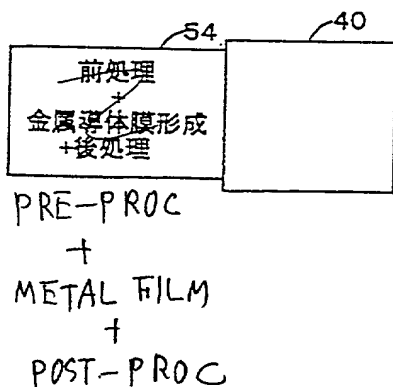 54
40
前処理
+
金属導体膜形成
+後処理
PRE-PROC
+
METAL FILM
+
POST-PROC